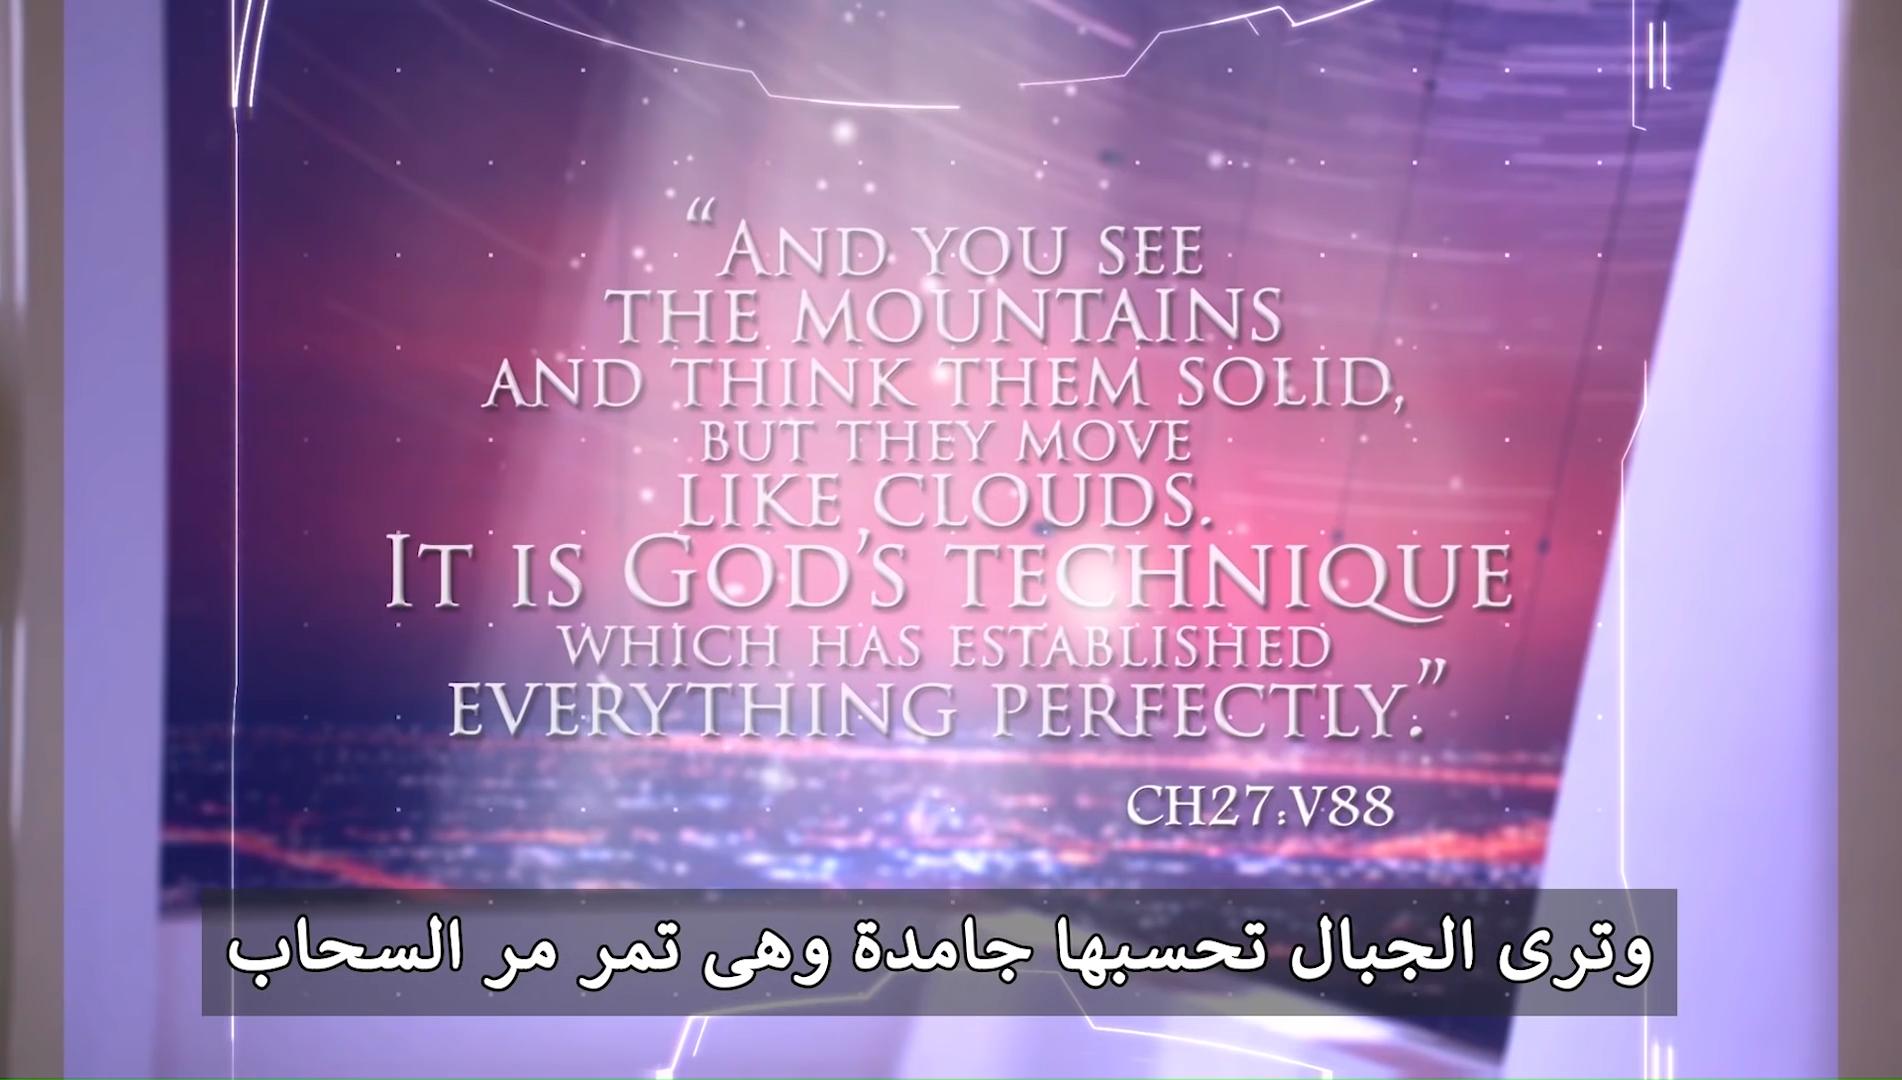 “And you see
the mountains
and think them solid,
but they move
like clouds.
It is God’s technique
which has established
everything perfectly.”
CH27:V88
وترى الجبال تحسبها جامدة وهى تمر مر السحاب